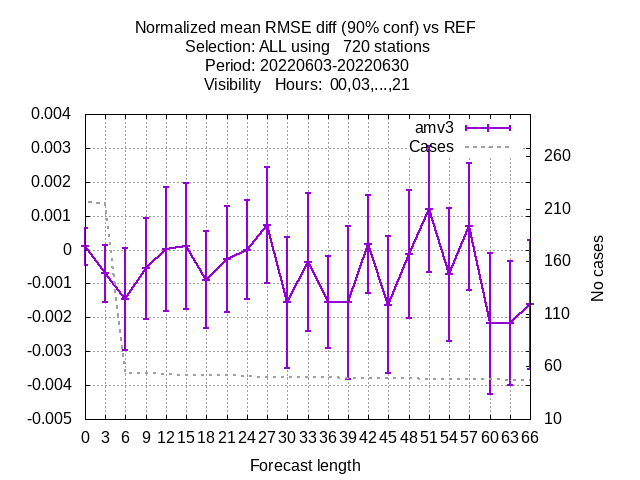 Normalized mean RMSE diff (90% conf) vs REF
Selection: ALL using   720 stations
Period: 20220603-20220630
Visibility   Hours:  00,03,...,21
0.004
0.003
0.002
0.001
0
-0.001
-0.002
-0.003
-0.004
-0.005
amv3
Cases
260
210
160
110
60
10
No cases
0 3 6 9 12 15 18 21 24 27 30 33 36 39 42 45 48 51 54 57 60 63 66
Forecast length